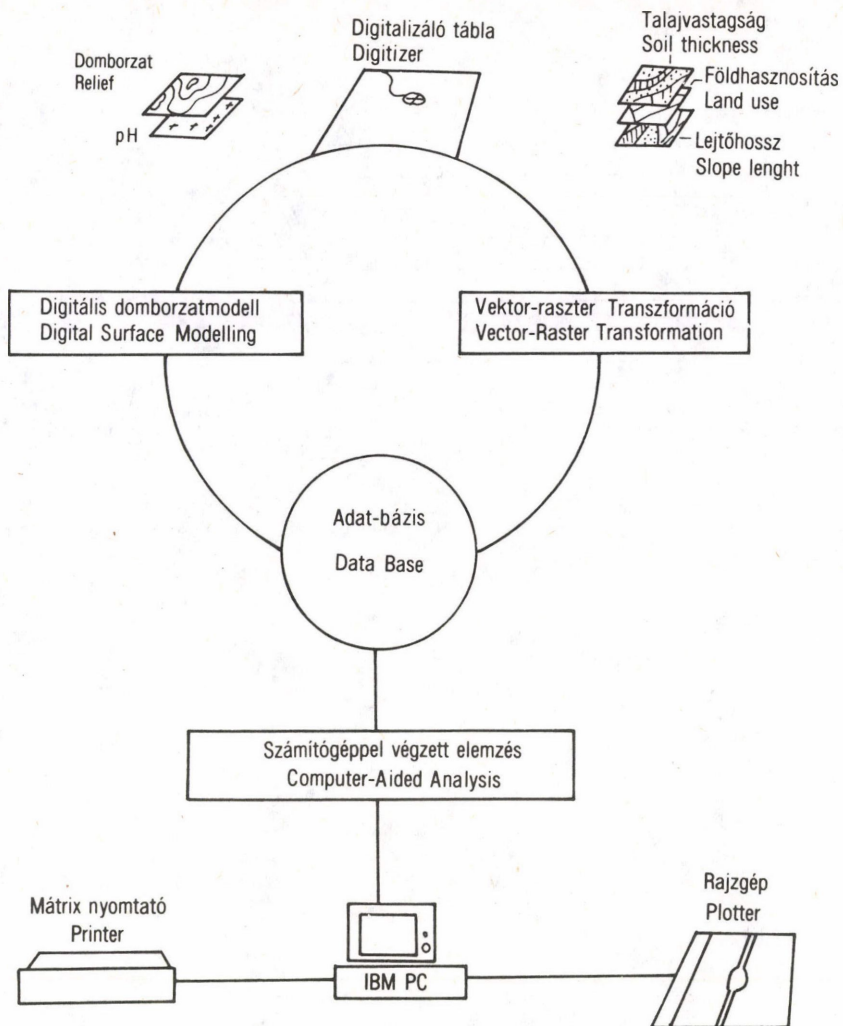 Domborzat
Relief
pH
Digitalizáló tábla
Digitizer
Talajvastagság
Soil thickness
Földhasznosítás
Land use
Lejtőhossz
Slope lenght
Digitális domborzatmodell
Digital Surface Modelling
Vektor-raszter Transzformáció
Vector-Raster Transformation
Adat-bázis
Data Base
Számítógéppel végzett elemzés
Computer-Aided Analysis
Mátrix nyomtató
Printer
IBM PC
Rajzgép
Plotter